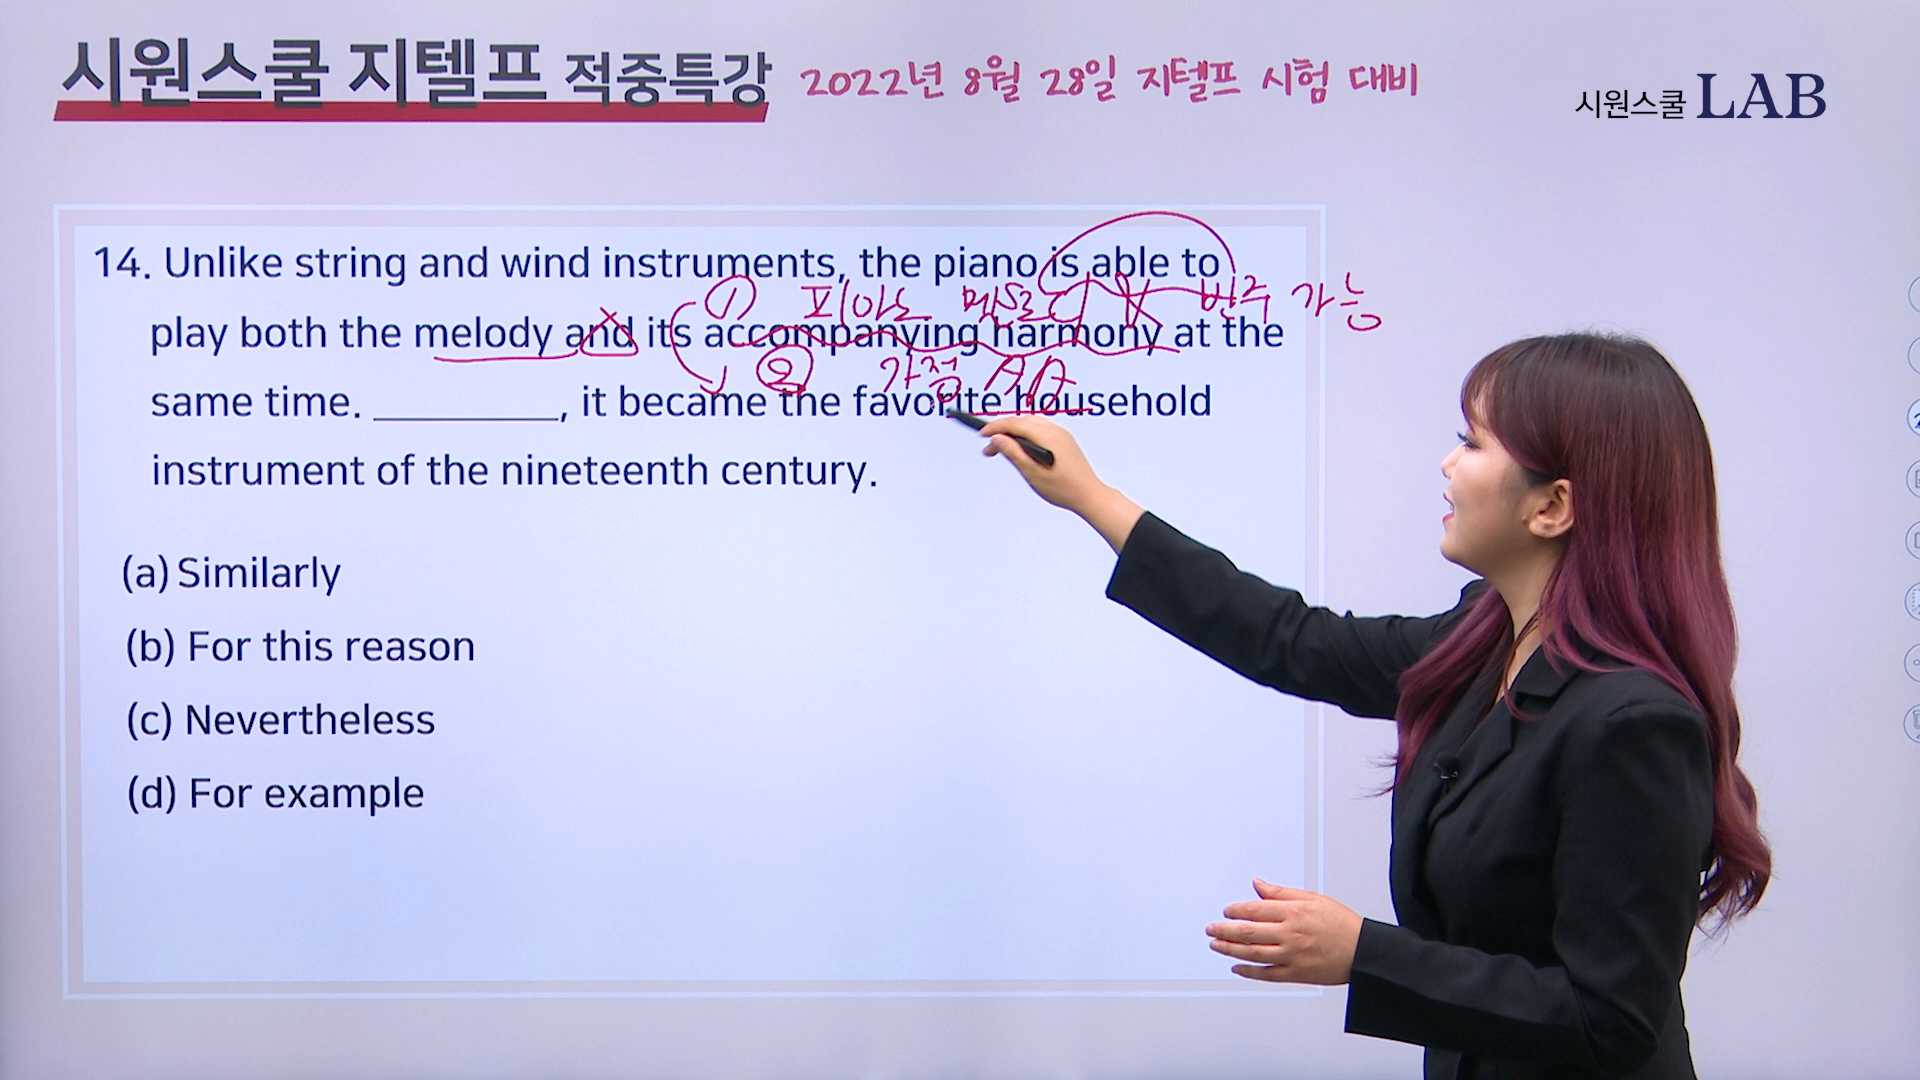 시원스쿨 지텔프 적중특강 2022년 8월 28일 지텔프 시험 대비
시원스쿨 LAB
14. Unlike string and wind instruments, the piano is able to
① 피아노 멜로디 반주 가능
play both the melody and its accompanying harmony at the
가정
same time. __________, it became the favorite household
instrument of the nineteenth century.
(a) Similarly
(b) For this reason
(c) Nevertheless
(d) For example